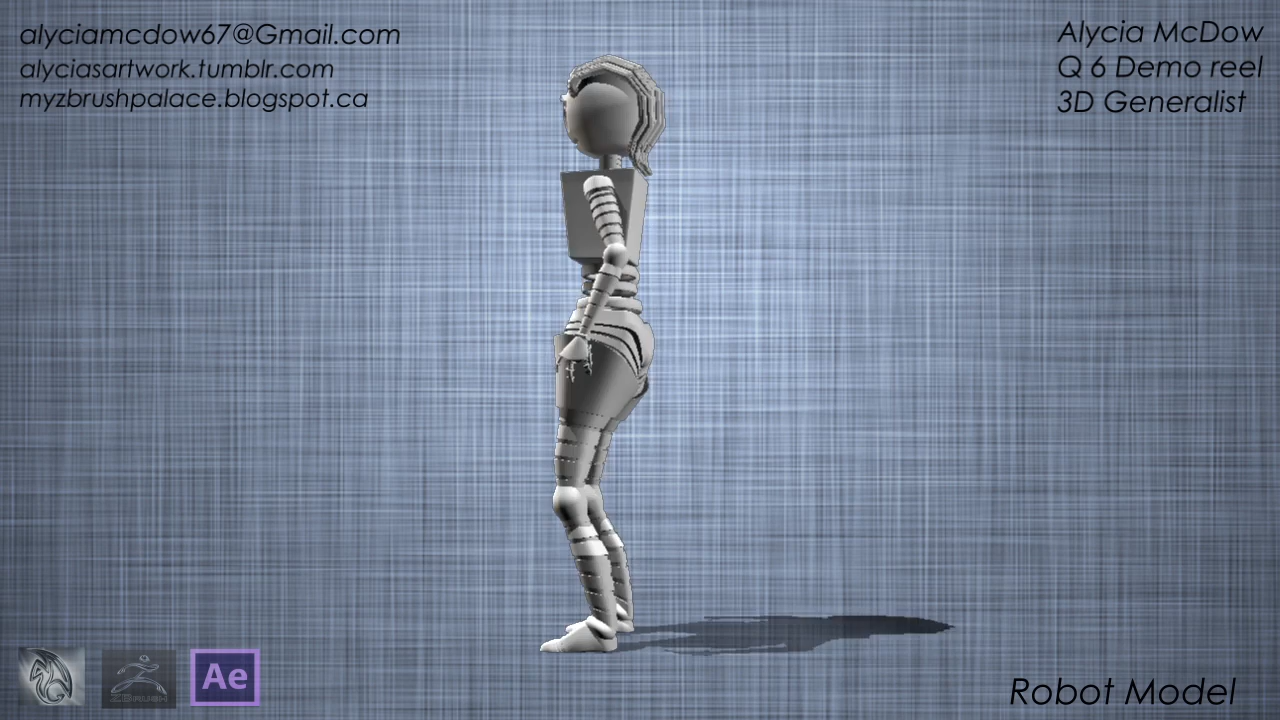 alyciamcdow67@Gmail.com
alyciasartwork.tumblr.com
myzbrushpalace.blogspot.ca
Alycia McDow
Q 6 Demo reel
3D Generalist
ZBRUSH
Ae
Robot Model